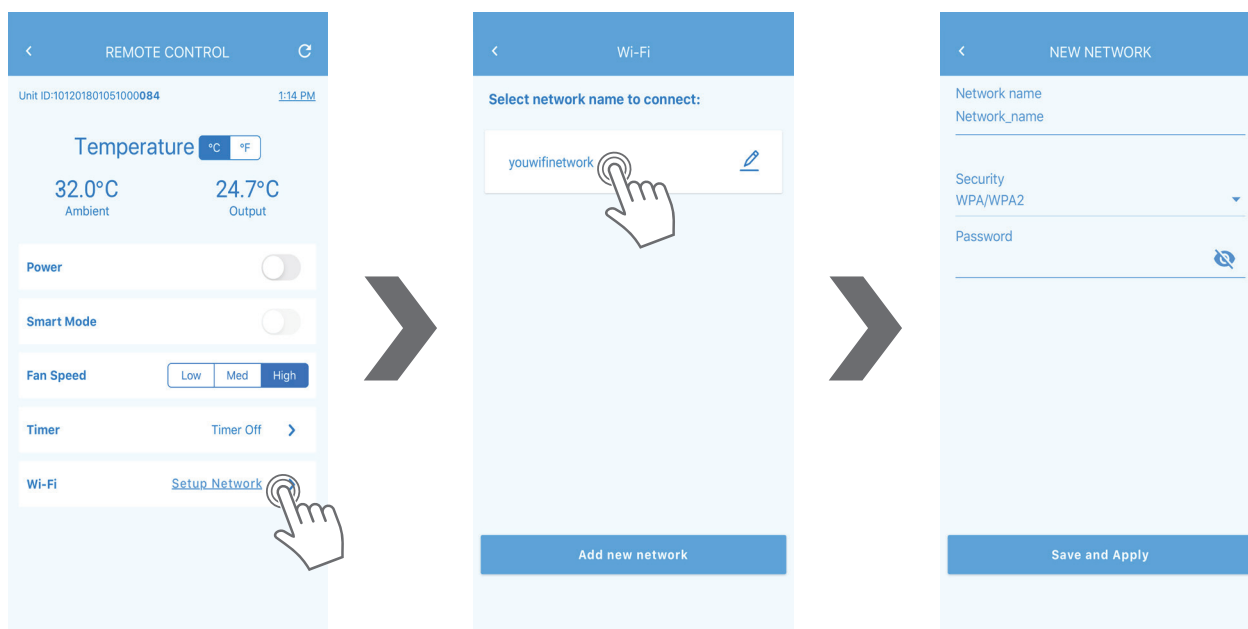 REMOTE CONTROL
Unit ID:101201801051000084 1:14 PM
Temperature °C °F
32.0°C 24.7°C
Ambient Output
Power
Smart Mode
Fan Speed Low Med High
Timer Timer Off
Wi-Fi Setup Network
Wi-Fi
Select network name to connect:
youwifinetwork
Add new network
NEW NETWORK
Network name
Network_name
Security
WPA/WPA2
Password
Save and Apply